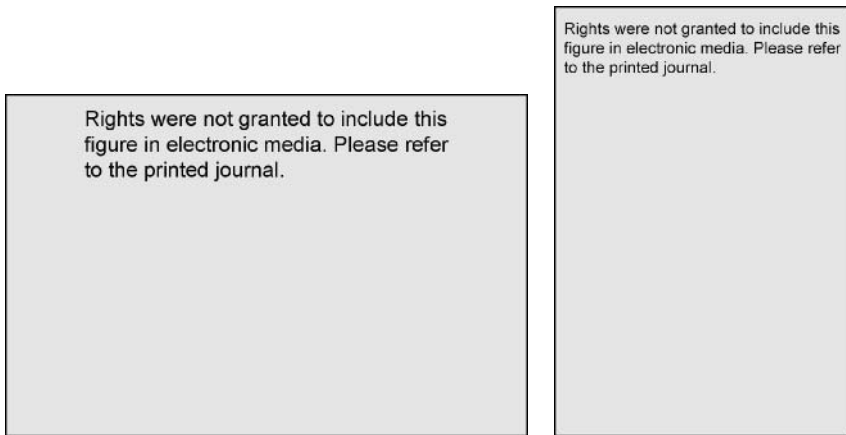 Rights were not granted to include this
figure in electronic media. Please refer
to the printed journal.
Rights were not granted to include this
figure in electronic media. Please refer
to the printed journal.